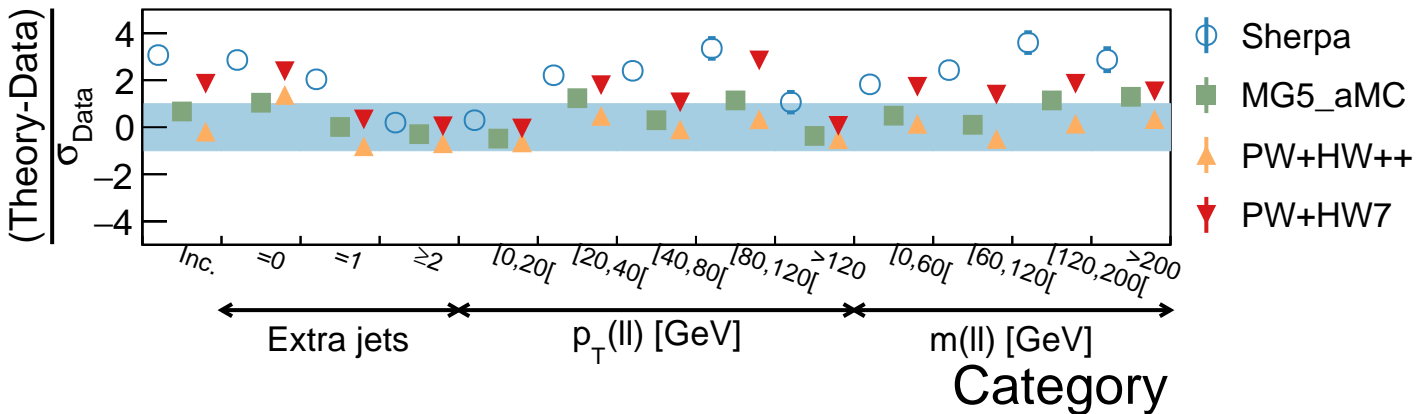 (Theory-Data)
σData
4
2
0
−2
−4
Inc.
=0
=1
≥2
[0,20[
[20,40[
[40,80[
[80,120[
>120
[0,60[
[60,120[
[120,200[
>200
Extra jets
pT(ll) [GeV]
m(ll) [GeV]
Category
Sherpa
MG5_aMC
PW+HW++
PW+HW7